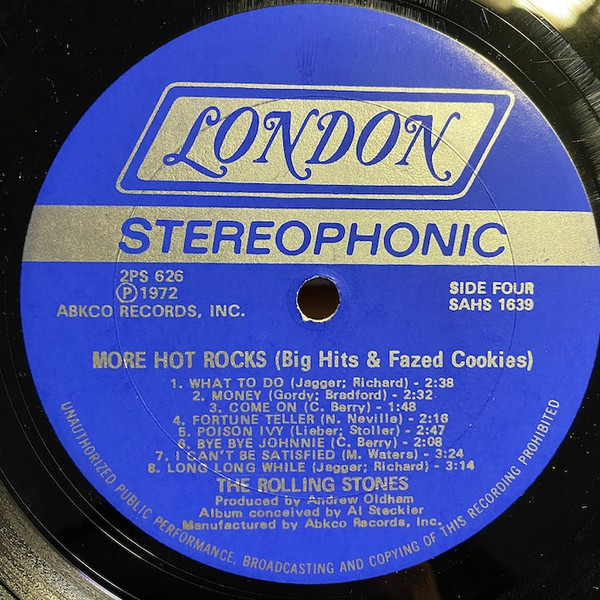 LONDON
STEREOPHONIC
2PS 626
Ⓟ1972
ABKCO RECORDS, INC.
SIDE FOUR
SAHS 1639
MORE HOT ROCKS (Big Hits & Fazed Cookies)
1. WHAT TO DO (Jagger; Richard) - 2:38
2. MONEY (Gordy; Bradford) - 2:32
3. COME ON (C. Berry) - 1:48
4. FORTUNE TELLER (N. Neville) - 2:16
5. POISON IVY (Lieber; Stoller) - 2:47
6. BYE BYE JOHNNIE (C. Berry) - 2:08
7. I CAN'T BE SATISFIED (M. Waters) - 3:24
8. LONG LONG WHILE (Jagger; Richard) - 3:14
THE ROLLING STONES
Produced by Andrew Oldham
Album conceived by Al Steckler
Manufactured by Abkco Records, Inc.
UNAUTHORIZED PUBLIC PERFORMANCE, BROADCASTING AND COPYING OF THIS RECORDING PROHIBITED